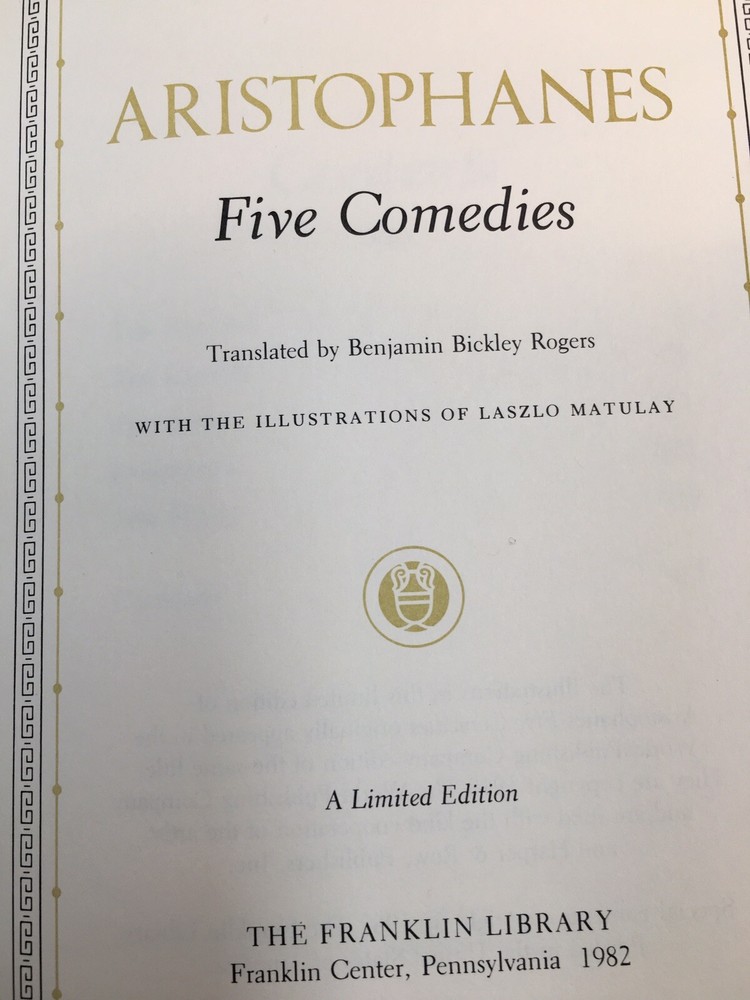 ARISTOPHANES
Five Comedies
Translated by Benjamin Bickley Rogers
WITH THE ILLUSTRATIONS OF LASZLO MATULAY
A Limited Edition
THE FRANKLIN LIBRARY
Franklin Center, Pennsylvania 1982